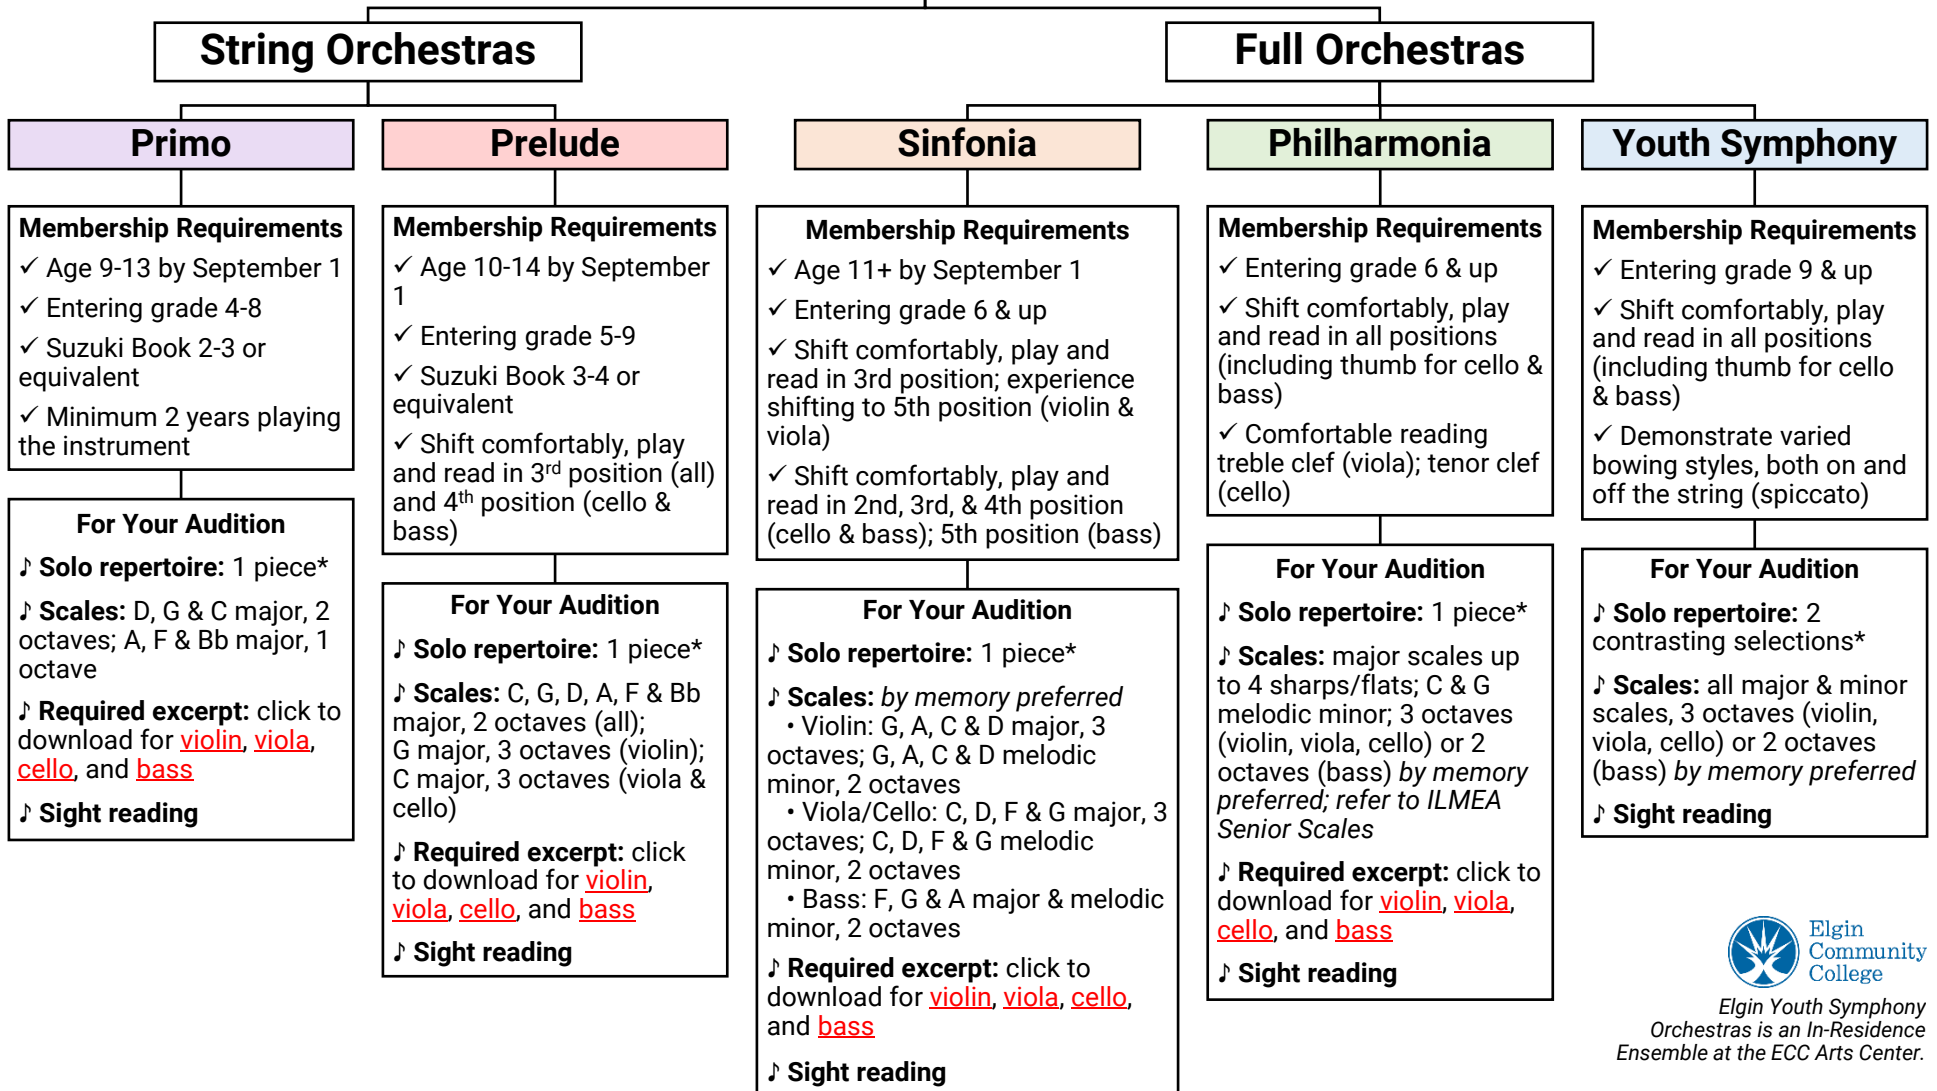 String Orchestras
Full Orchestras
Primo
Membership Requirements
✓ Age 9-13 by September 1
✓ Entering grade 4-8
✓ Suzuki Book 2-3 or
equivalent
✓ Minimum 2 years playing
the instrument
For Your Audition
♪ Solo repertoire: 1 piece*
♪ Scales: D, G & C major, 2
octaves; A, F & Bb major, 1
octave
♪ Required excerpt: click to
download for violin, viola,
cello, and bass
♪ Sight reading
Prelude
Membership Requirements
✓ Age 10-14 by September
1
✓ Entering grade 5-9
✓ Suzuki Book 3-4 or
equivalent
✓ Shift comfortably, play
and read in 3rd position (all)
and 4th position (cello &
bass)
For Your Audition
♪ Solo repertoire: 1 piece*
♪ Scales: C, G, D, A, F & Bb
major, 2 octaves (all);
G major, 3 octaves (violin);
C major, 3 octaves (viola &
cello)
♪ Required excerpt: click
to download for violin,
viola, cello, and bass
♪ Sight reading
Sinfonia
Membership Requirements
✓ Age 11+ by September 1
✓ Entering grade 6 & up
✓ Shift comfortably, play and
read in 3rd position; experience
shifting to 5th position (violin &
viola)
✓ Shift comfortably, play and
read in 2nd, 3rd, & 4th position
(cello & bass); 5th position (bass)
For Your Audition
♪ Solo repertoire: 1 piece*
♪ Scales: by memory preferred
• Violin: G, A, C & D major, 3
octaves; G, A, C & D melodic
minor, 2 octaves
• Viola/Cello: C, D, F & G major, 3
octaves; C, D, F & G melodic
minor, 2 octaves
• Bass: F, G & A major & melodic
minor, 2 octaves
♪ Required excerpt: click to
download for violin, viola, cello,
and bass
♪ Sight reading
Philharmonia
Membership Requirements
✓ Entering grade 6 & up
✓ Shift comfortably, play
and read in all positions
(including thumb for cello &
bass)
✓ Comfortable reading
treble clef (viola); tenor clef
(cello)
For Your Audition
♪ Solo repertoire: 1 piece*
♪ Scales: major scales up
to 4 sharps/flats; C & G
melodic minor; 3 octaves
(violin, viola, cello) or 2
octaves (bass) by memory
preferred; refer to ILMEA
Senior Scales
♪ Required excerpt: click to
download for violin, viola,
cello, and bass
♪ Sight reading
Youth Symphony
Membership Requirements
✓ Entering grade 9 & up
✓ Shift comfortably, play
and read in all positions
(including thumb for cello
& bass)
✓ Demonstrate varied
bowing styles, both on and
off the string (spiccato)
For Your Audition
♪ Solo repertoire: 2
contrasting selections*
♪ Scales: all major & minor
scales, 3 octaves (violin,
viola, cello) or 2 octaves
(bass) by memory preferred
♪ Sight reading
Elgin
Community
College
Elgin Youth Symphony
Orchestras is an In-Residence
Ensemble at the ECC Arts Center.